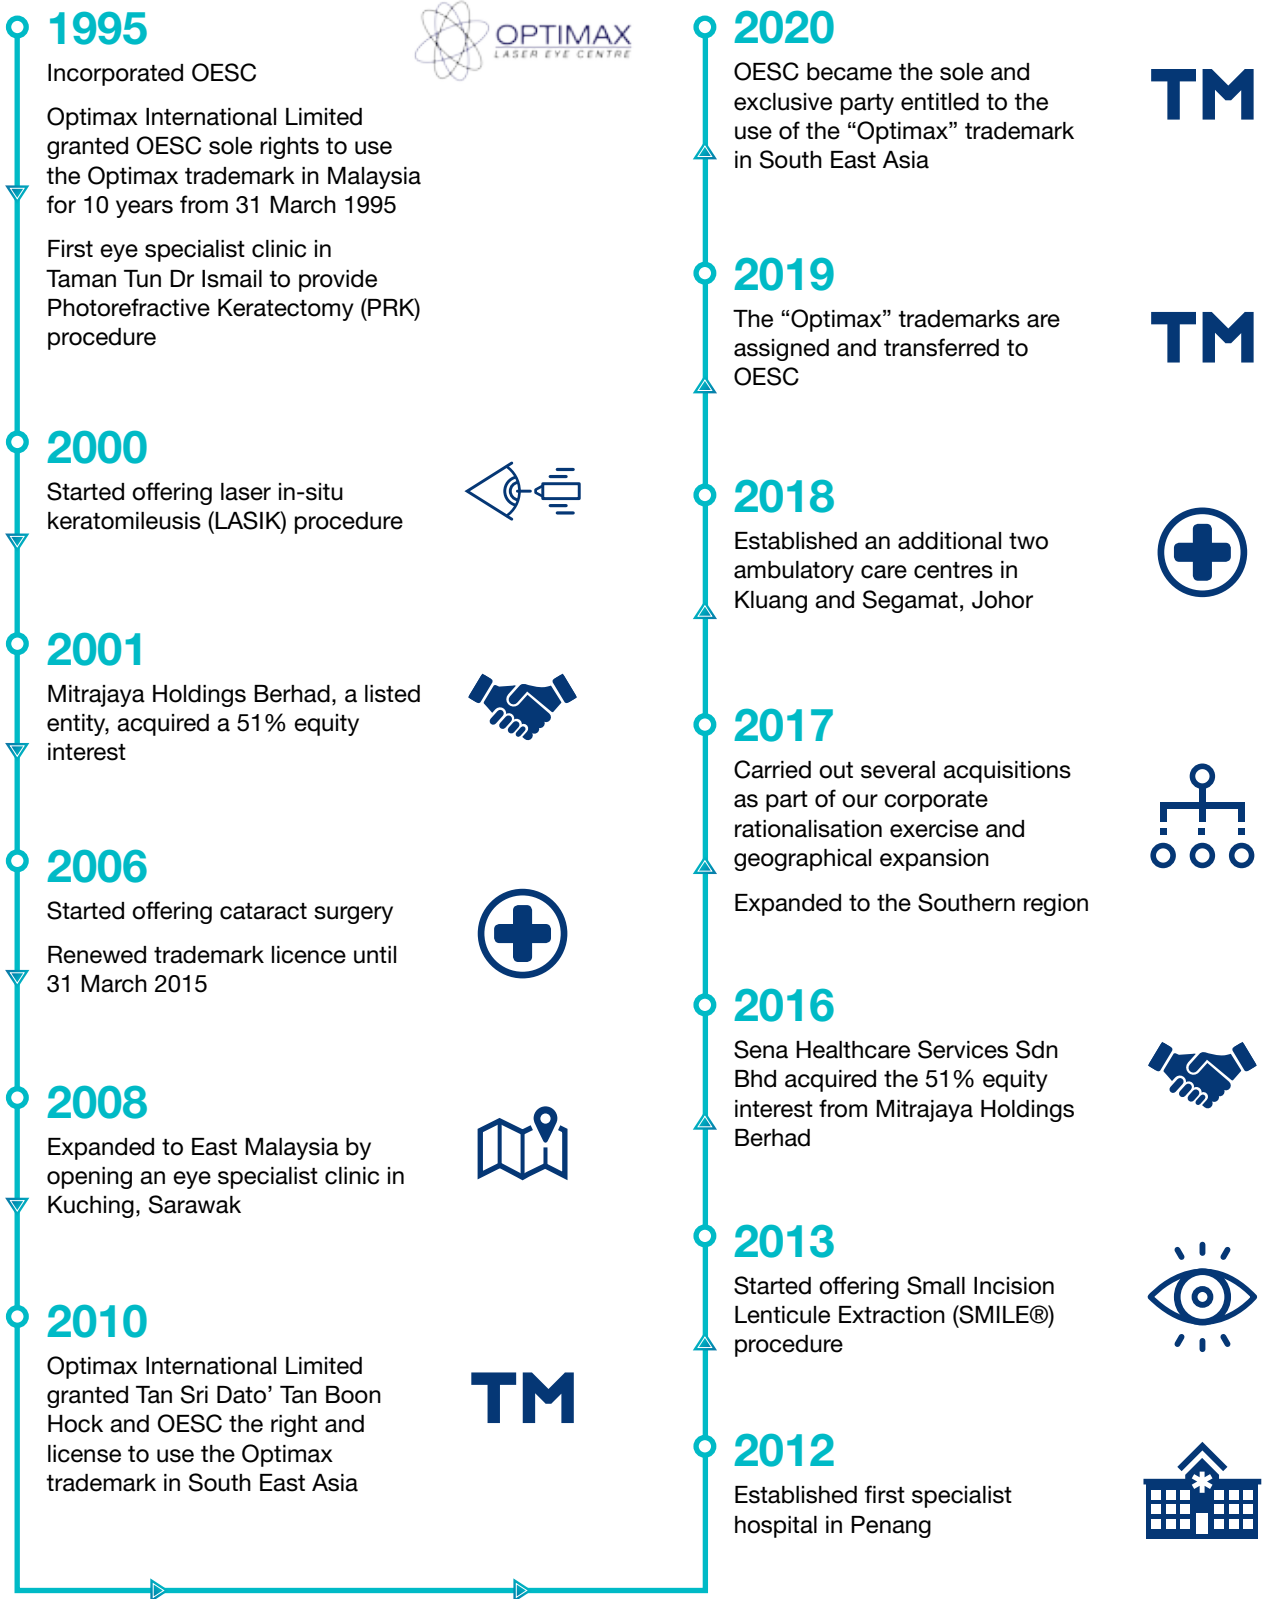 1995
OPTIMAX
LASER EYE CENTRE
Incorporated OESC
Optimax International Limited
granted OESC sole rights to use
the Optimax trademark in Malaysia
for 10 years from 31 March 1995
First eye specialist clinic in
Taman Tun Dr Ismail to provide
Photorefractive Keratectomy (PRK)
procedure
2000
Started offering laser in-situ
keratomileusis (LASIK) procedure
2001
Mitrajaya Holdings Berhad, a listed
entity, acquired a 51% equity
interest
2006
Started offering cataract surgery
Renewed trademark licence until
31 March 2015
2008
Expanded to East Malaysia by
opening an eye specialist clinic in
Kuching, Sarawak
2010
Optimax International Limited
granted Tan Sri Dato’ Tan Boon
Hock and OESC the right and
license to use the Optimax
trademark in South East Asia
TM
2012
Established first specialist
hospital in Penang
2013
Started offering Small Incision
Lenticule Extraction (SMILE®)
procedure
2016
Sena Healthcare Services Sdn
Bhd acquired the 51% equity
interest from Mitrajaya Holdings
Berhad
2017
Carried out several acquisitions
as part of our corporate
rationalisation exercise and
geographical expansion
Expanded to the Southern region
2018
Established an additional two
ambulatory care centres in
Kluang and Segamat, Johor
2019
The “Optimax” trademarks are
assigned and transferred to
OESC
TM
2020
OESC became the sole and
exclusive party entitled to the
use of the “Optimax” trademark
in South East Asia
TM